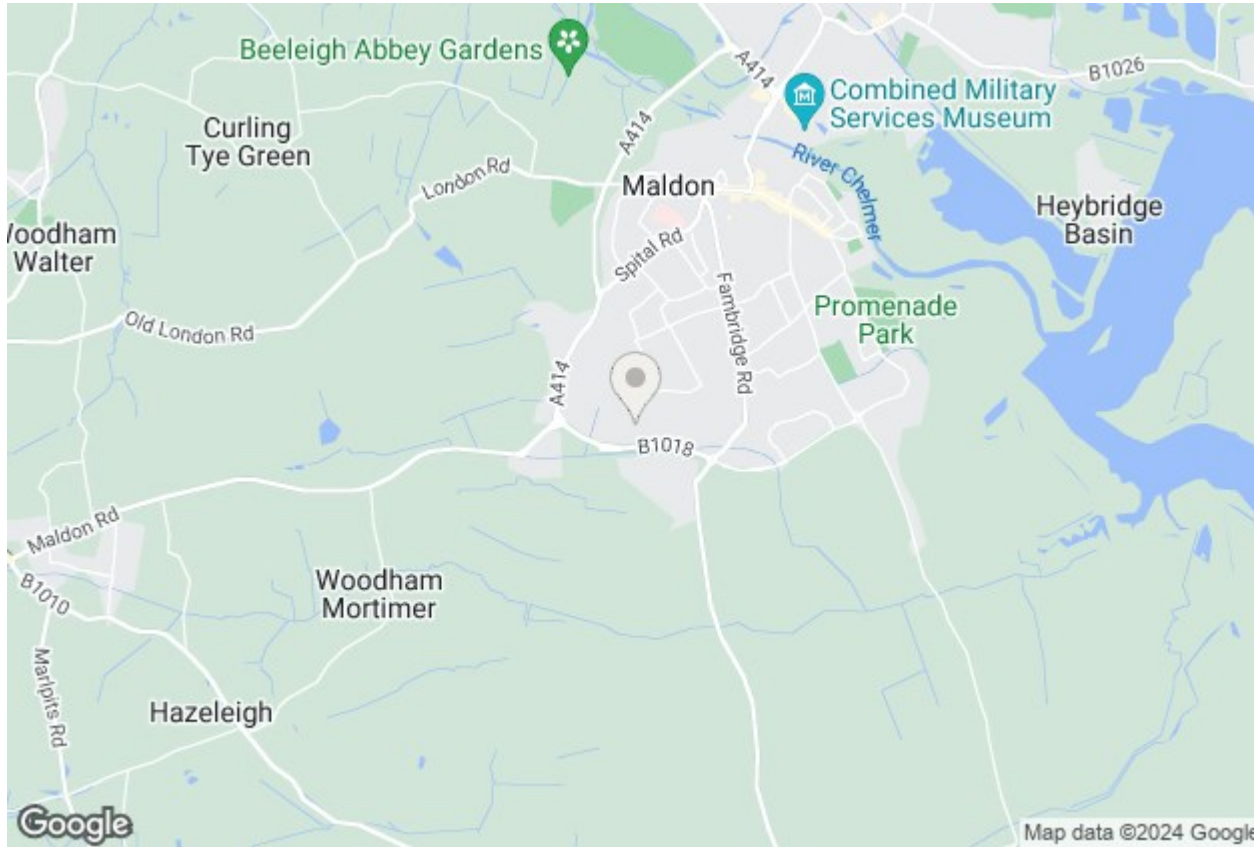 Beeleigh Abbey Gardens
A414
B1026
Combined Military
Services Museum
Curling
Tye Green
A414
River Chelmer
London Rd
Maldon
Heybridge
Basin
Woodham
Walter
Spital Rd
Fambridge Rd
Promenade
Park
Old London Rd
A414
B1018
Maldon Rd
Woodham
Mortimer
B1010
Marlpits Rd
Hazeleigh
Google
Map data ©2024 Google